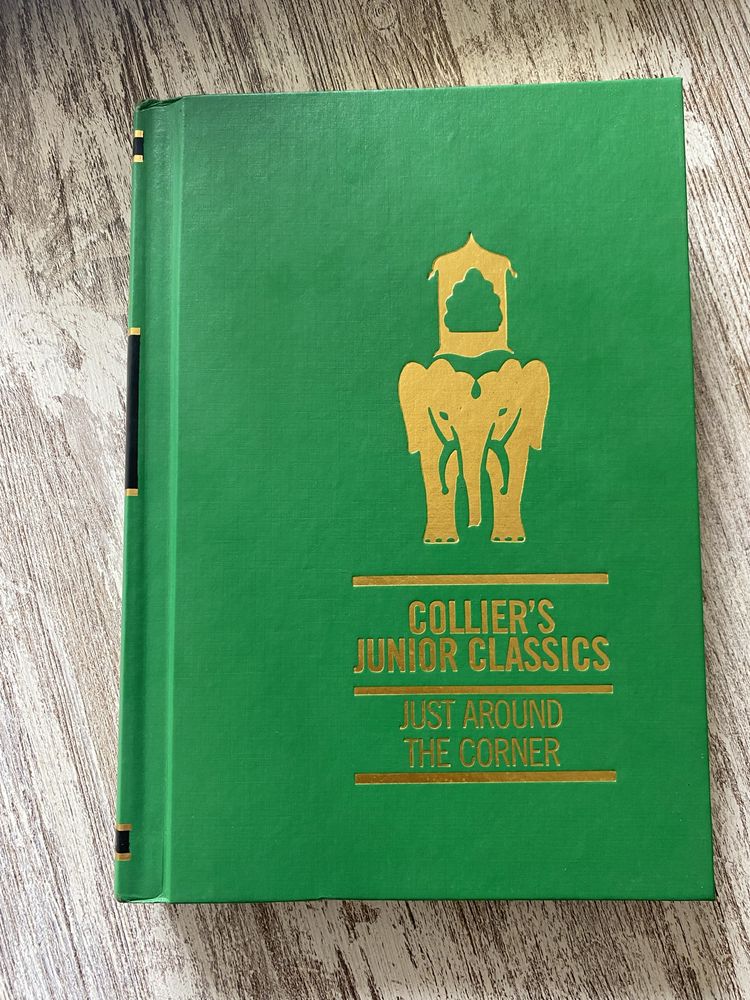 COLLIER'S
JUNIOR CLASSICS
JUST AROUND
THE CORNER